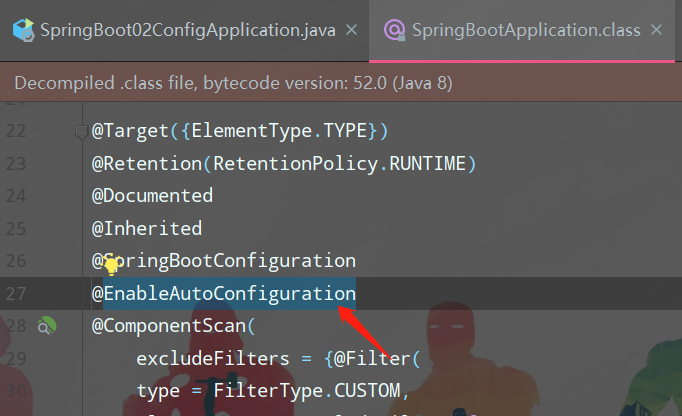 SpringBoot02ConfigApplication.java × SpringBootApplication.class ×
Decompiled .class file, bytecode version: 52.0 (Java 8)
22 @Target({ElementType.TYPE})
23 @Retention(RetentionPolicy.RUNTIME)
24 @Documented
25 @Inherited
26 @SpringBootConfiguration
27 @EnableAutoConfiguration
28 @ComponentScan(
29 excludeFilters = {@Filter(
30 type = FilterType.CUSTOM,